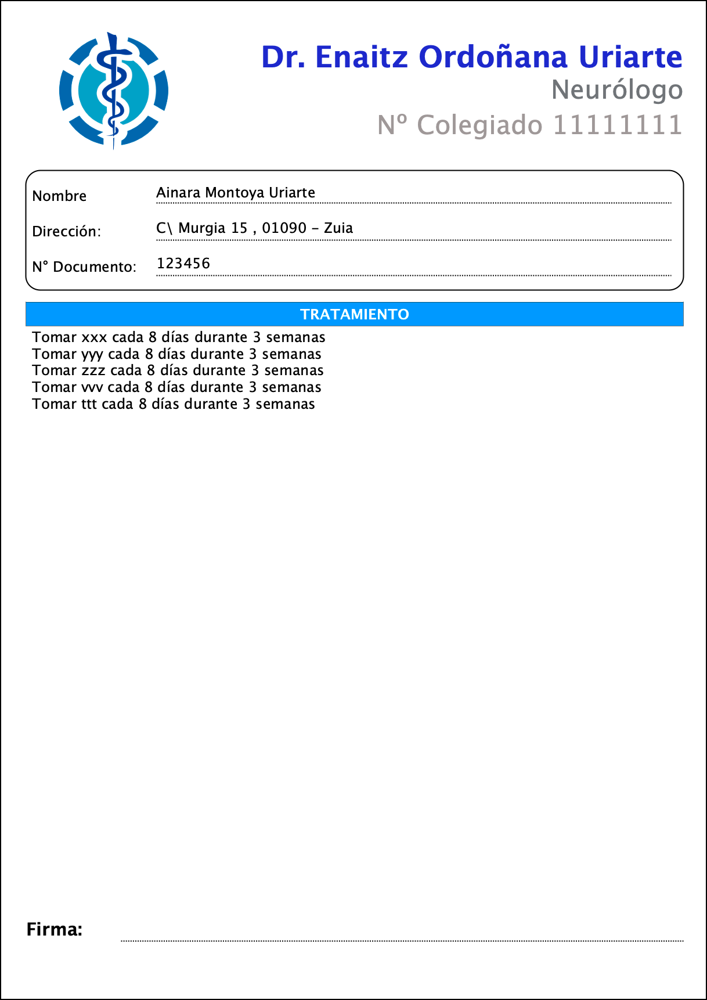 Dr. Enaitz Ordoñana Uriarte
Neurólogo
Nº Colegiado 11111111
Nombre Ainara Montoya Uriarte
Dirección: C\ Murgia 15 , 01090 - Zuia
N° Documento: 123456
TRATAMIENTO
Tomar xxx cada 8 días durante 3 semanas
Tomar yyy cada 8 días durante 3 semanas
Tomar zzz cada 8 días durante 3 semanas
Tomar vvv cada 8 días durante 3 semanas
Tomar ttt cada 8 días durante 3 semanas
Firma: